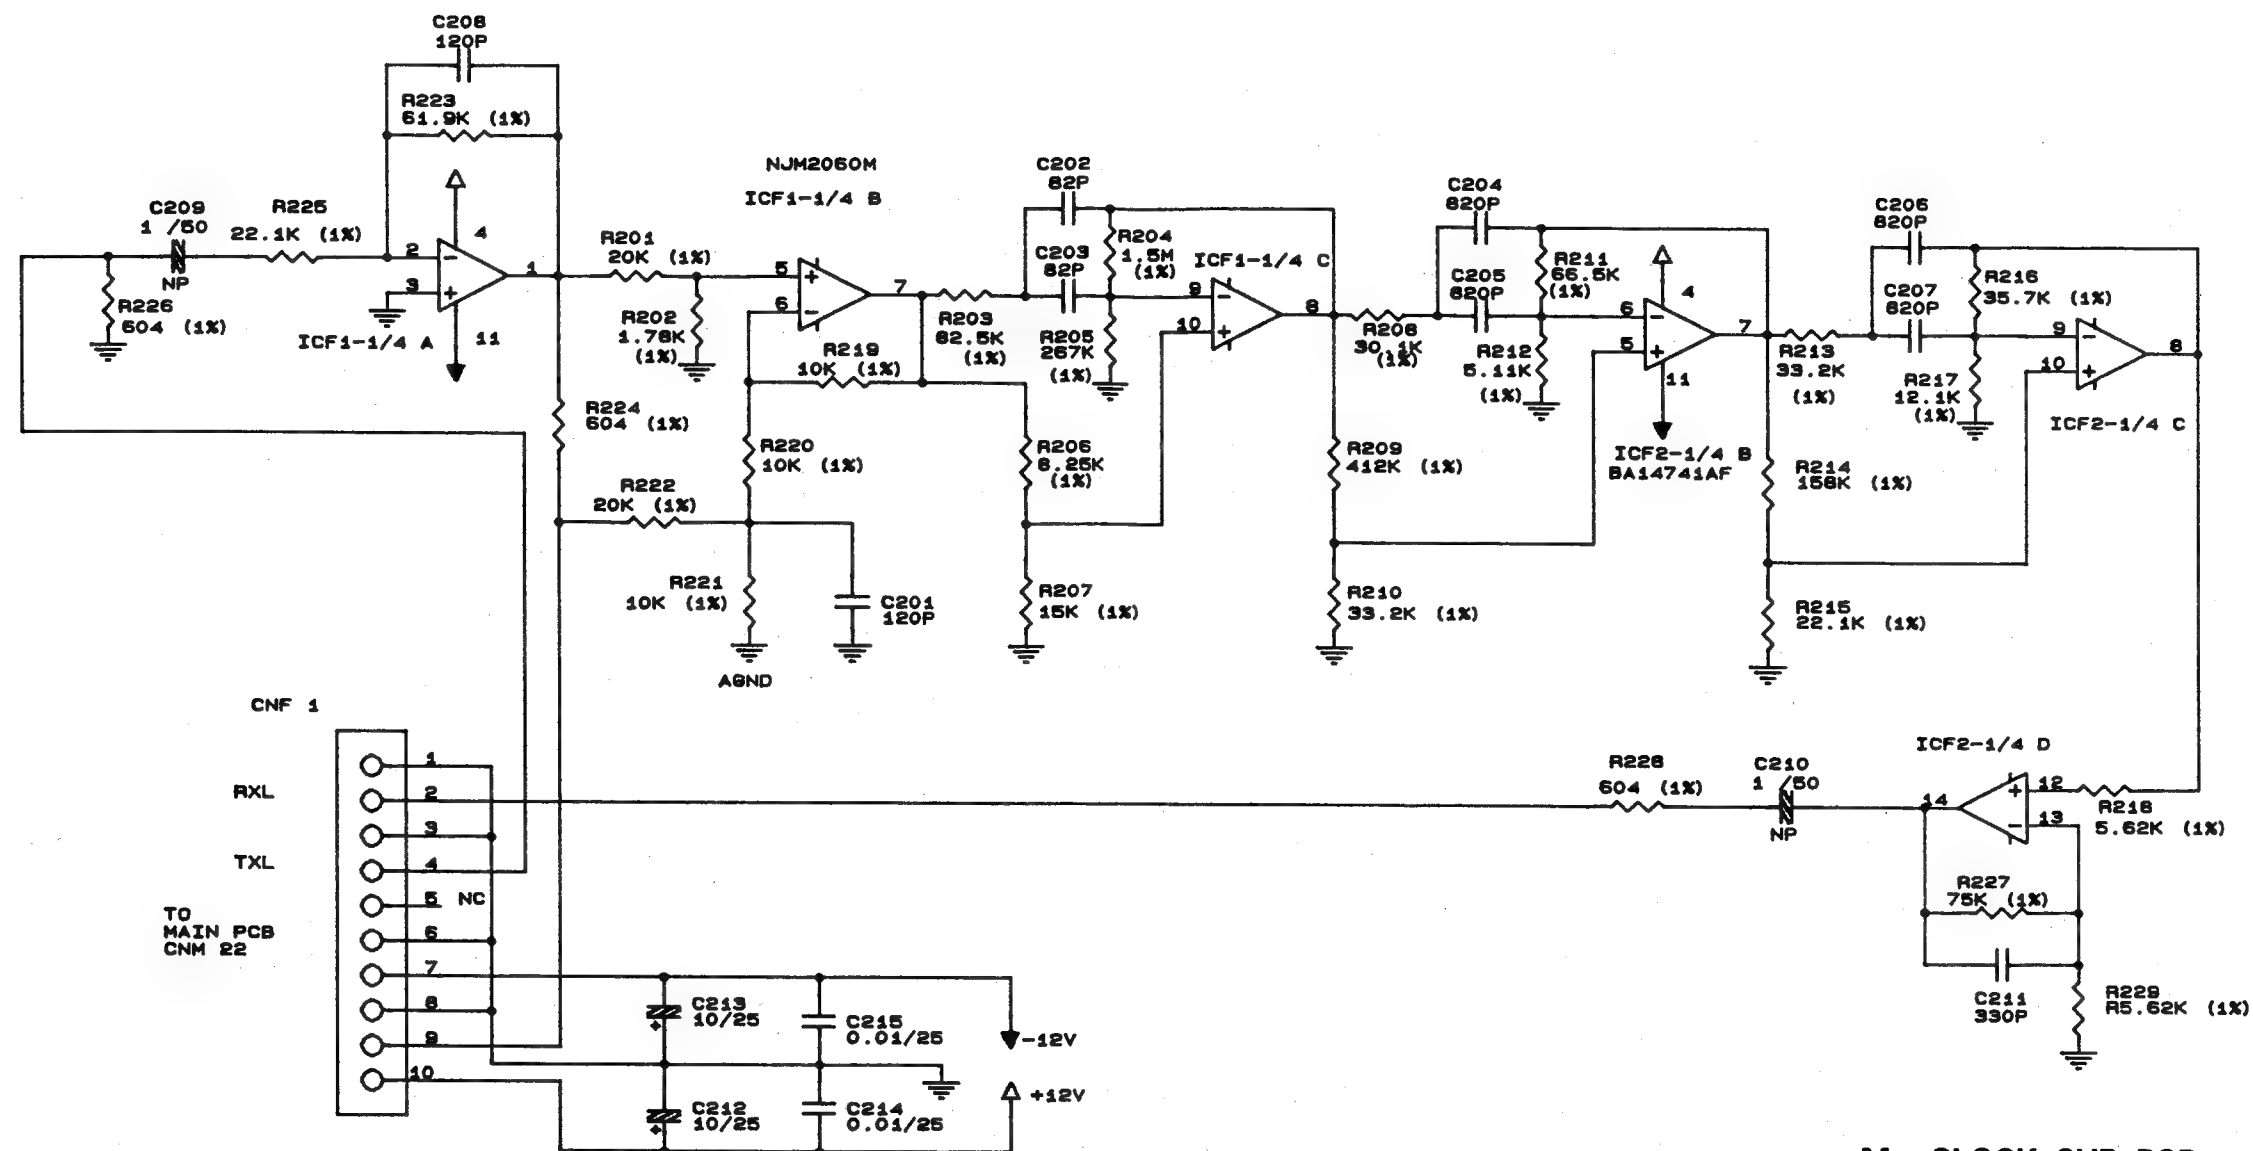 C208
120P
R223
61.9K (1%)
C209
1 /50
NP
R225
22.1K (1%)
R226
604 (1%)
2
3
4
1
11
ICF1-1/4 A
NJM2060M
ICF1-1/4 B
R201
20K (1%)
R202
1.78K
(1%)
5
6
7
R219
10K (1%)
R224
604 (1%)
R220
10K (1%)
R222
20K (1%)
R221
10K (1%)
C201
120P
AGND
C202
82P
C203
82P
R203
82.5K
(1%)
R204
1.5M
(1%)
R205
267K
(1%)
ICF1-1/4 C
9
10
8
R206
8.25K
(1%)
R207
15K (1%)
C204
820P
C205
820P
R208
30.1K
(1%)
R211
66.5K
(1%)
R212
5.11K
(1%)
6
5
4
7
11
ICF2-1/4 B
BA14741AF
R209
412K (1%)
R210
33.2K (1%)
C206
820P
C207
820P
R213
33.2K
(1%)
R216
35.7K (1%)
R217
12.1K
(1%)
9
10
8
ICF2-1/4 C
R214
158K (1%)
R215
22.1K (1%)
CNF 1
RXL
TXL
TO
MAIN PCB
CNM 22
1
2
3
4
5 NC
6
7
8
9
10
C213
10/25
C215
0.01/25
-12V
C212
10/25
C214
0.01/25
+12V
R228
604 (1%)
C210
1 /50
NP
ICF2-1/4 D
14
12
13
R218
5.62K (1%)
R227
75K (1%)
C211
330P
R229
R5.62K (1%)